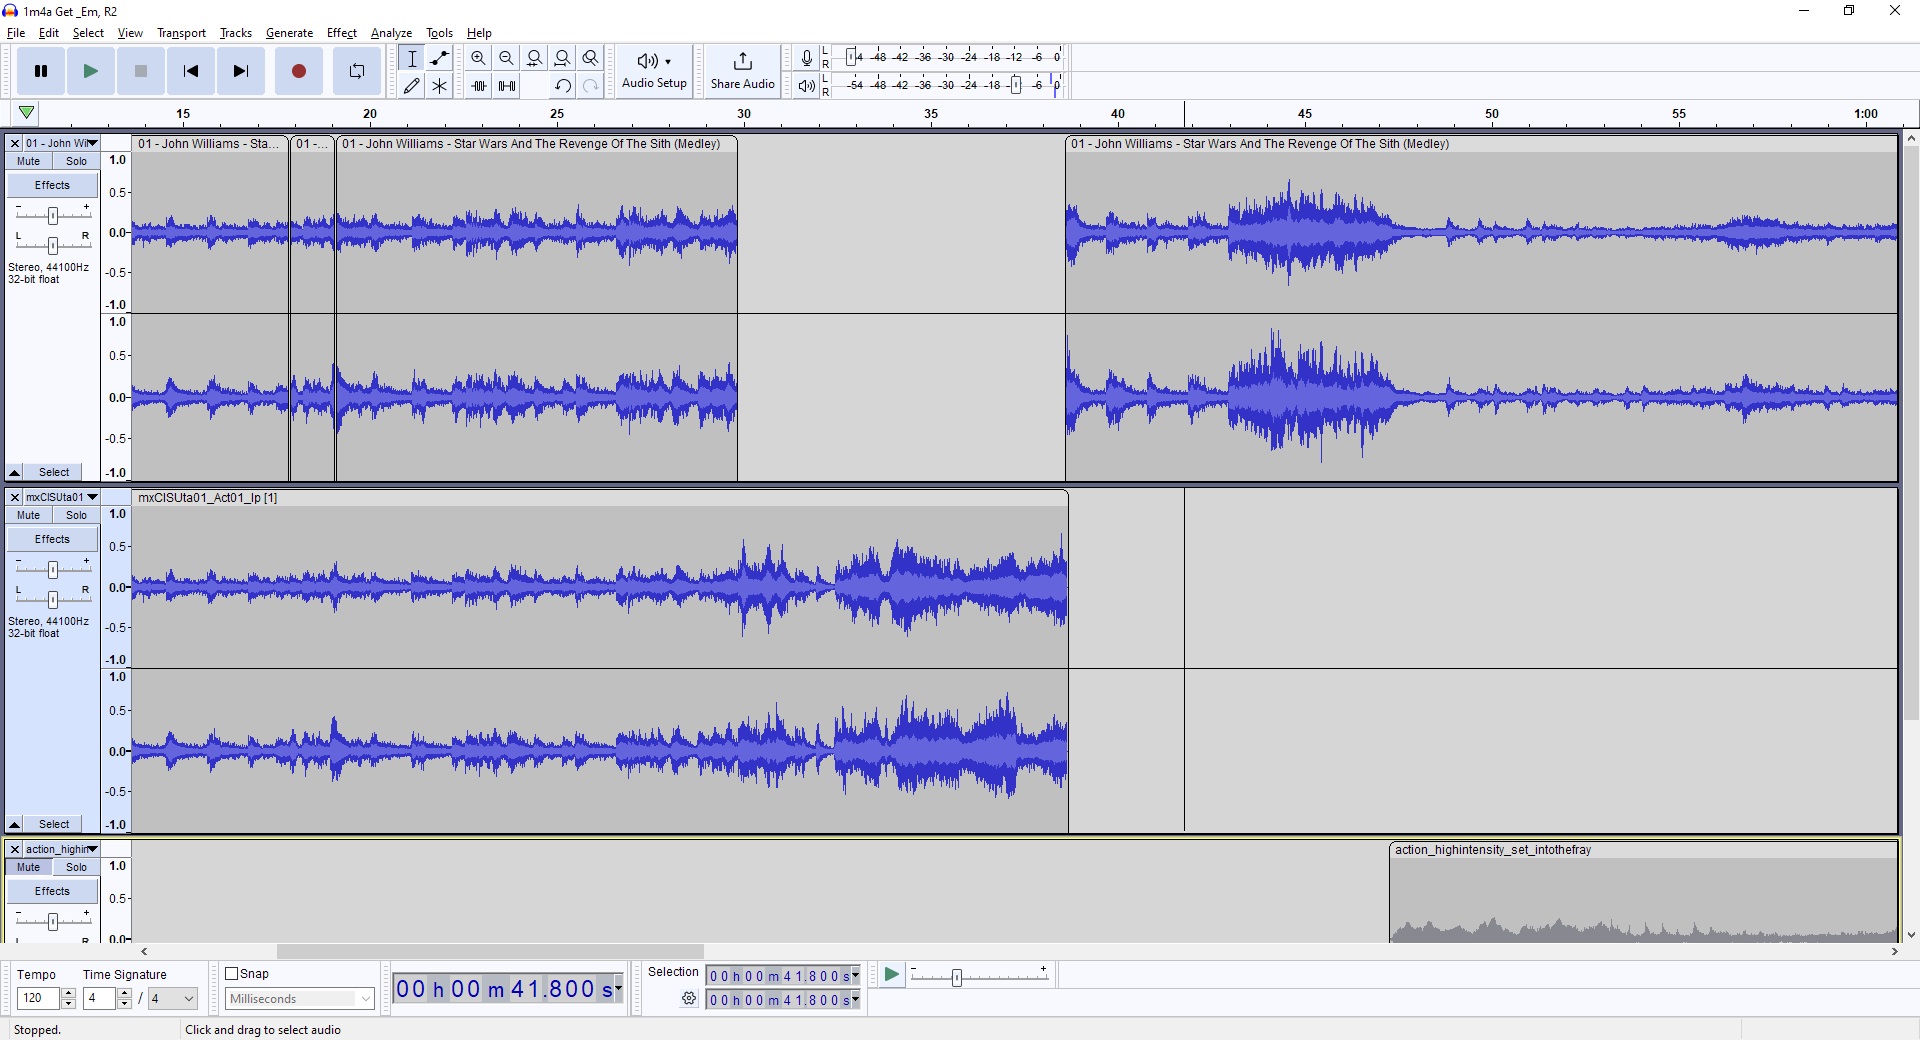 1m4a Get _Em, R2
File Edit Select View Transport Tracks Generate Effect Analyze Tools Help
Audio Setup
Share Audio
L
R
-48 -42 -36 -30 -24 -18 -12 -6 0
L
R
-54 -48 -42 -36 -30 -24 -18 -6 0
15 20 25 30 35 40 45 50 55 1:00
01 - John Wil
01 - John Williams - Sta...
01 -...
01 - John Williams - Star Wars And The Revenge Of The Sith (Medley)
01 - John Williams - Star Wars And The Revenge Of The Sith (Medley)
Mute Solo
Effects
- +
L R
Stereo, 44100Hz
32-bit float
Select
1.0
0.5
0.0
-0.5
-1.0
1.0
0.5
0.0
-0.5
-1.0
mxCISUta01
mxCISUta01_Act01_lp [1]
Mute Solo
Effects
- +
L R
Stereo, 44100Hz
32-bit float
Select
1.0
0.5
0.0
-0.5
-1.0
1.0
0.5
0.0
-0.5
-1.0
action_highin
action_highintensity_set_intothefray
Mute Solo
Effects
- +
L R
1.0
0.5
0.0
Tempo
120
Time Signature
4 / 4
Snap
Milliseconds
00 h 00 m 41.800 s
Selection
00 h 00 m 41.800 s
00 h 00 m 41.800 s
- +
Stopped.
Click and drag to select audio